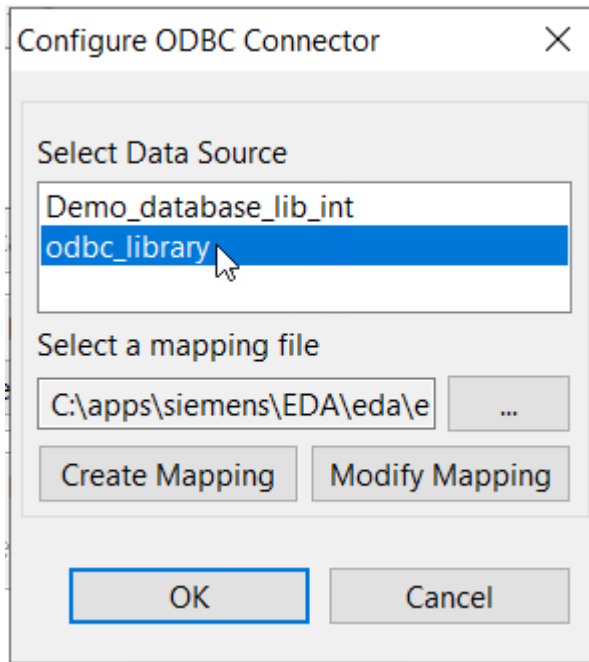 Configure ODBC Connector
Select Data Source
Demo_database_lib_int
odbc_library
Select a mapping file
C:\apps\siemens\EDA\eda\e
...
Create Mapping Modify Mapping
OK Cancel